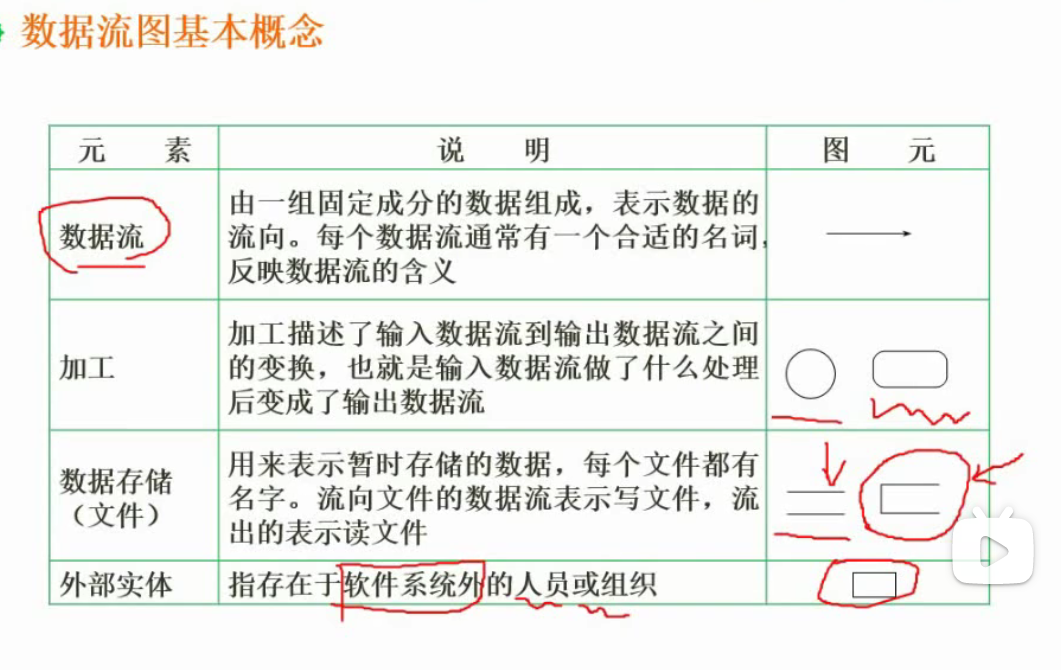 数据流图基本概念
元 素 说 明 图 元
数据流
由一组固定成分的数据组成，表示数据的
流向。每个数据流通常有一个合适的名词，
反映数据流的含义
加工
加工描述了输入数据流到输出数据流之间
的变换，也就是输入数据流做了什么处理
后变成了输出数据流
数据存储
（文件）
用来表示暂时存储的数据，每个文件都有
名字。流向文件的数据流表示写文件，流
出的表示读文件
外部实体 指存在于软件系统外的人员或组织